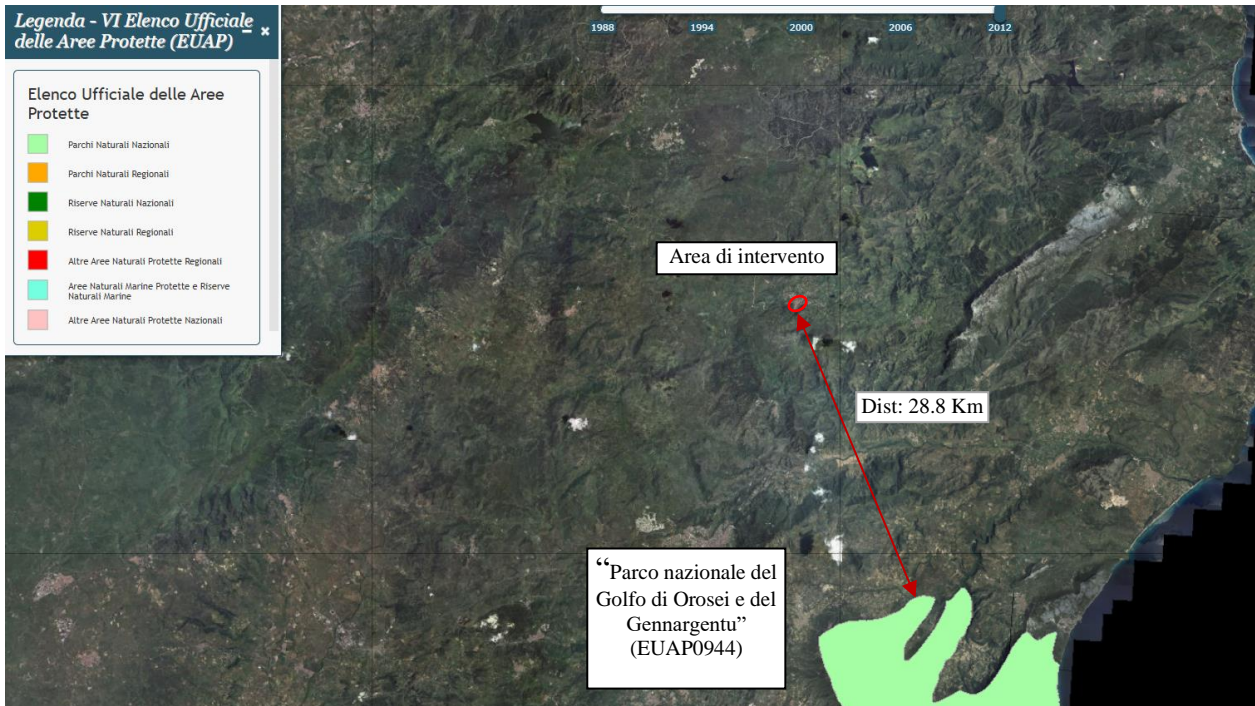 Legenda - VI Elenco Ufficiale
delle Aree Protette (EUAP)
Elenco Ufficiale delle Aree
Protette
Parchi Naturali Nazionali
Parchi Naturali Regionali
Riserve Naturali Nazionali
Riserve Naturali Regionali
Altre Aree Naturali Protette Regionali
Aree Naturali Marine Protette e Riserve
Naturali Marine
Altre Aree Naturali Protette Nazionali
1988 1994 2000 2006 2012
Area di intervento
Dist: 28.8 Km
“Parco nazionale del
Golfo di Orosei e del
Gennargentu”
(EUAP0944)